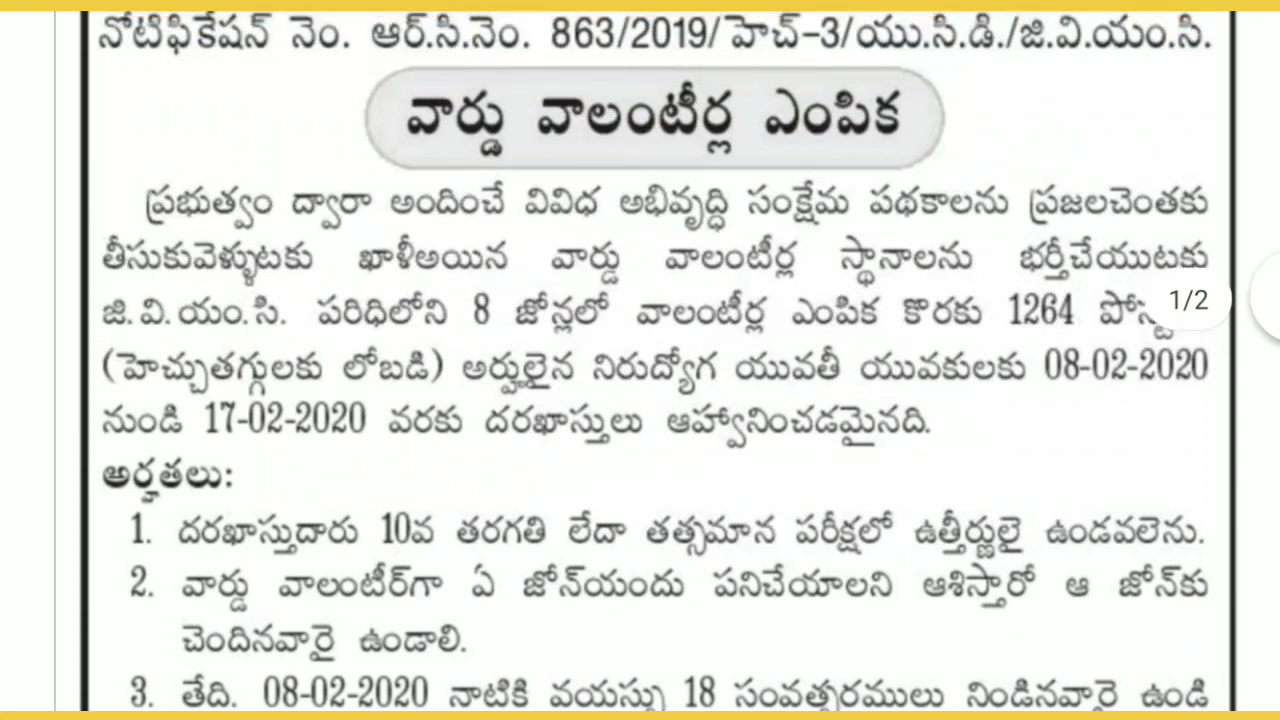 నోటిఫికేషన్ నెం. ఆర్.సి.నెం. 863/2019/హెచ్-3/యు.సి.డి./జి.వి.యం.సి.
వార్డు వాలంటీర్ల ఎంపిక
ప్రభుత్వం ద్వారా అందించే వివిధ అభివృద్ధి సంక్షేమ పథకాలను ప్రజలచెంతకు
తీసుకువెళ్ళుటకు ఖాళీఅయిన వార్డు వాలంటీర్ల స్థానాలను భర్తీచేయుటకు
జి.వి.యం.సి. పరిధిలోని 8 జోన్లలో వాలంటీర్ల ఎంపిక కొరకు 1264
1/2
(హెచ్చుతగ్గులకు లోబడి) అర్హులైన నిరుద్యోగ యువతీ యువకులకు 08-02-2020
నుండి 17-02-2020 వరకు దరఖాస్తులు ఆహ్వానించడమైనది.
అర్హతలు:
1. దరఖాస్తుదారు 10వ తరగతి లేదా తత్సమాన పరీక్షలో ఉత్తీర్ణులై ఉండవలెను.
2. వార్డు వాలంటీర్‌గా ఏ జోన్‌యందు పనిచేయాలని ఆశిస్తారో ఆ జోన్‌కు
చెందినవారై ఉండాలి.
3. తేది. 08-02-2020 నాటికి వయస్సు 18 సంవత్సరములు నిండినవారై ఉండి